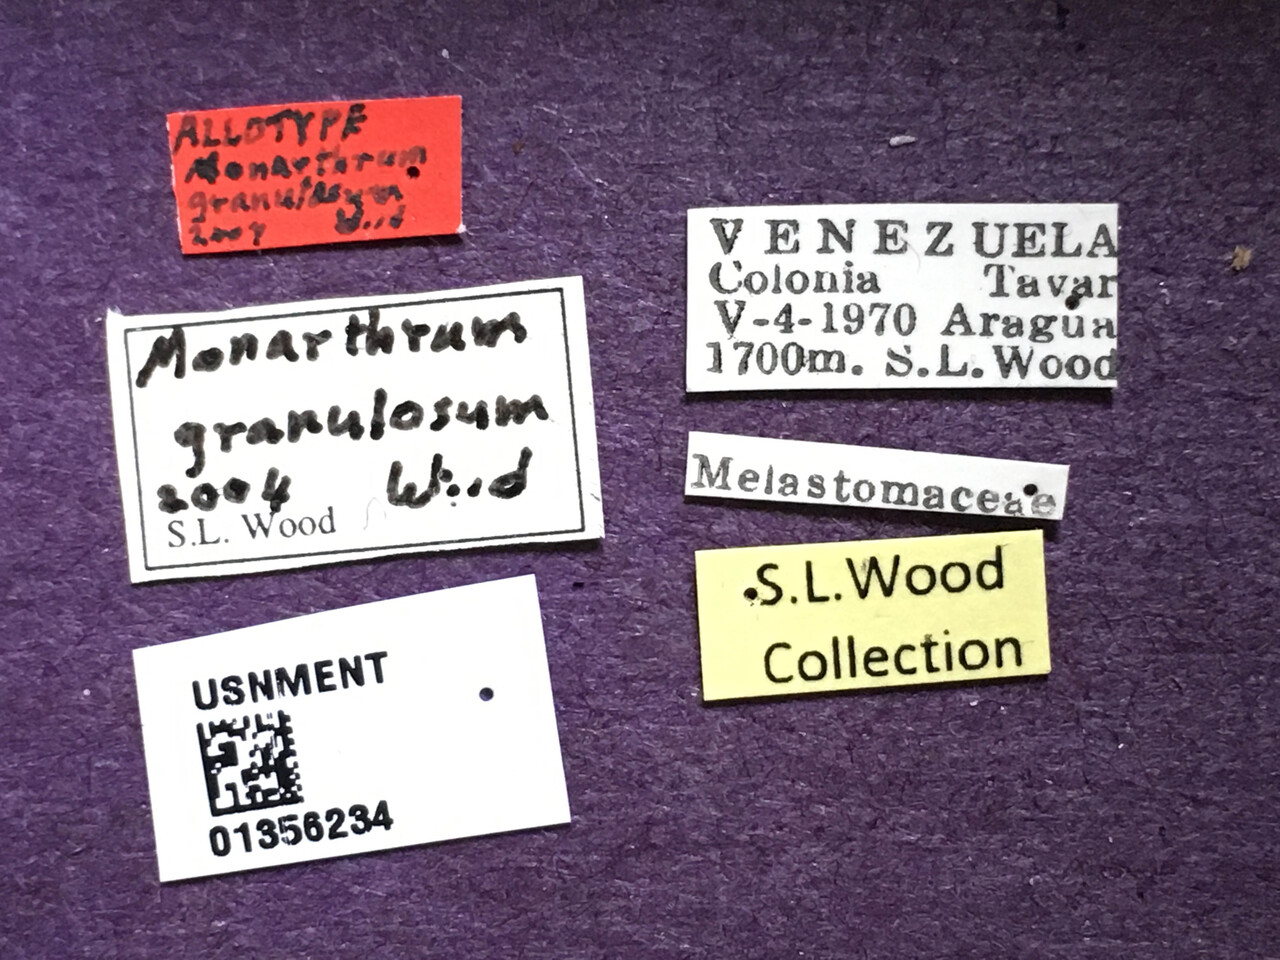 ALLOTYPE
Monarthrum
granulosum
2004 Wood
Monarthrum
granulosum
2004 Wood
S.L. Wood
USNMENT
01356234
VENEZUELA
Colonia Tavar
V-4-1970 Aragua
1700m. S.L.Wood
Melastomaceae
S.L.Wood
Collection